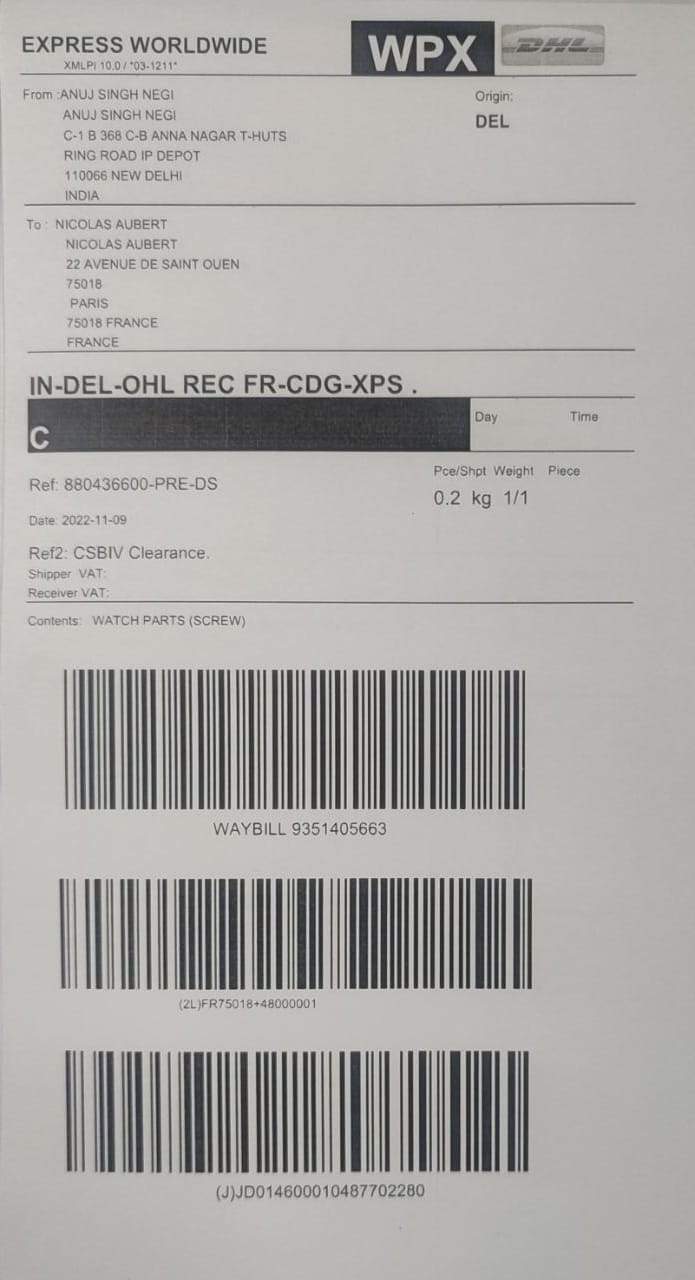 EXPRESS WORLDWIDE
XMLPI 10.0 / *03-1211*
WPX
DHL
From :ANUJ SINGH NEGI
ANUJ SINGH NEGI
C-1 B 368 C-B ANNA NAGAR T-HUTS
RING ROAD IP DEPOT
110066 NEW DELHI
INDIA
Origin:
DEL
To : NICOLAS AUBERT
NICOLAS AUBERT
22 AVENUE DE SAINT OUEN
75018
PARIS
75018 FRANCE
FRANCE
IN-DEL-OHL REC FR-CDG-XPS .
C
Day Time
Ref: 880436600-PRE-DS
Pce/Shpt Weight Piece
0.2 kg 1/1
Date: 2022-11-09
Ref2: CSBIV Clearance.
Shipper VAT:
Receiver VAT:
Contents: WATCH PARTS (SCREW)
WAYBILL 9351405663
(2L)FR75018+48000001
(J)JD014600010487702280